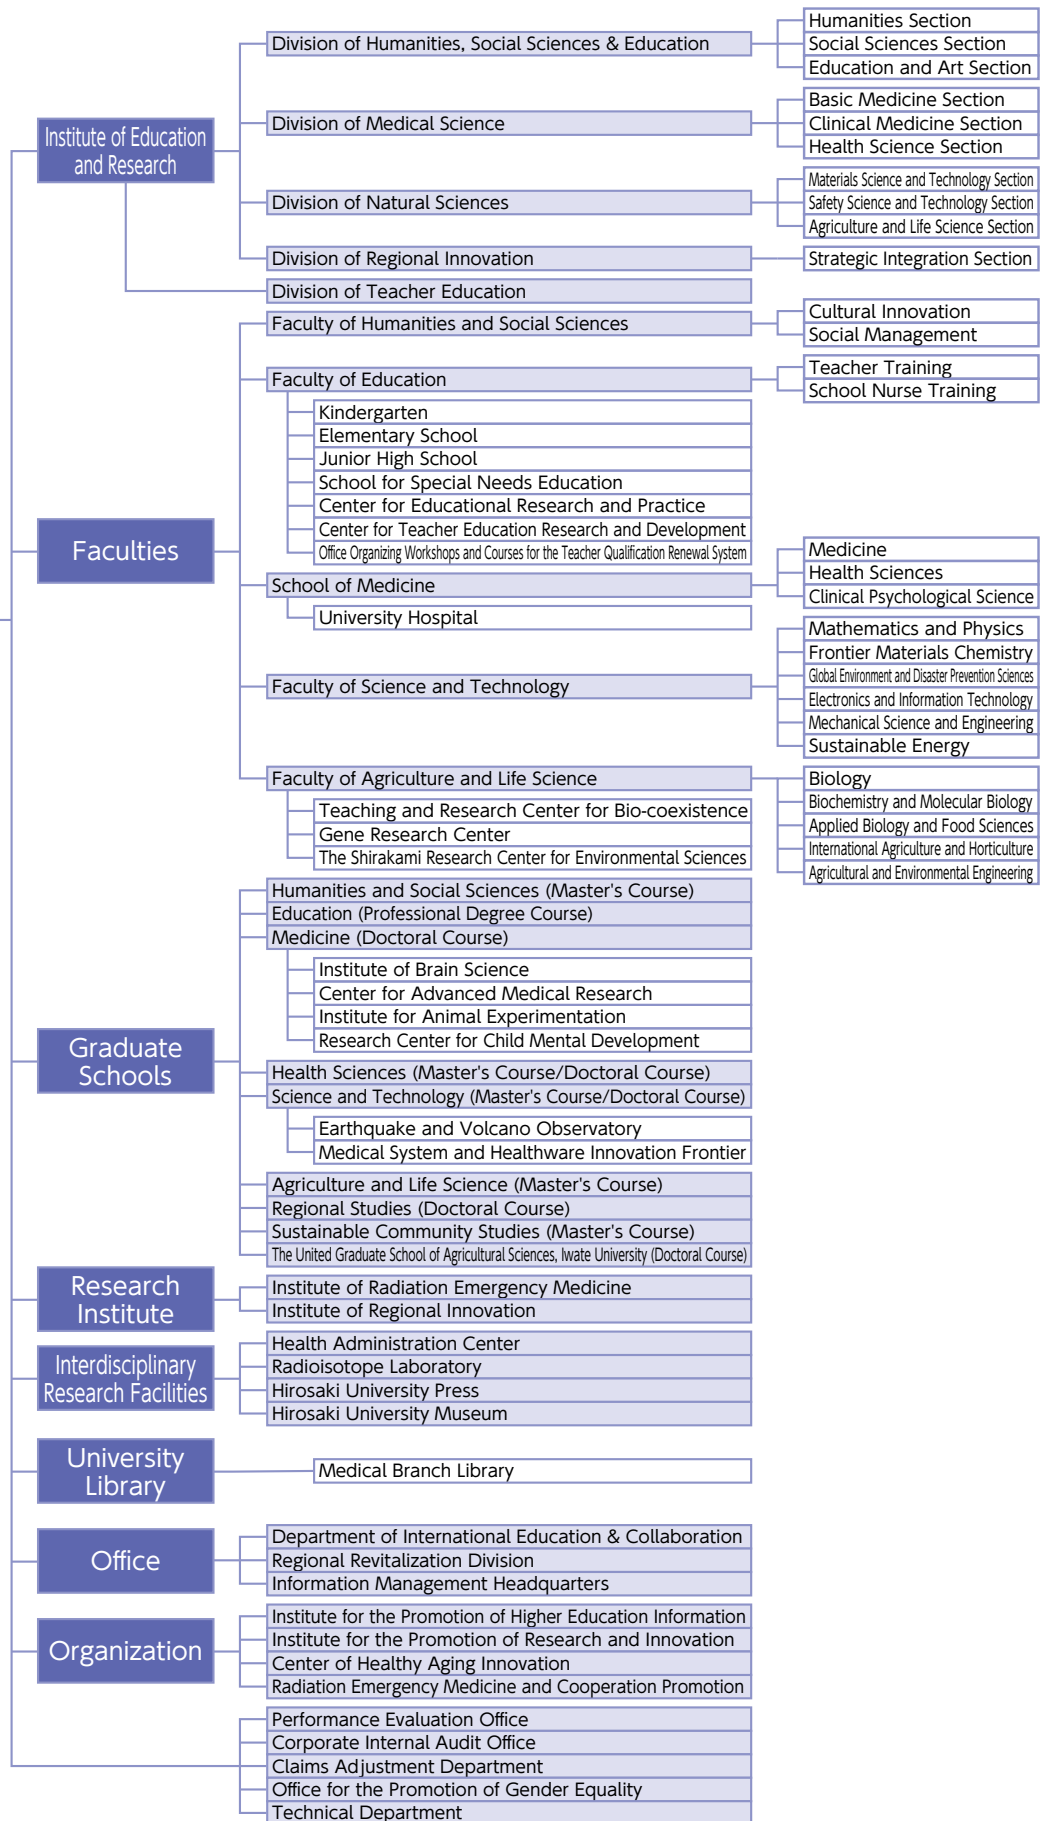 Institute of Education
and Research
Division of Humanities, Social Sciences & Education
Humanities Section
Social Sciences Section
Education and Art Section
Division of Medical Science
Basic Medicine Section
Clinical Medicine Section
Health Science Section
Division of Natural Sciences
Materials Science and Technology Section
Safety Science and Technology Section
Agriculture and Life Science Section
Division of Regional Innovation
Strategic Integration Section
Division of Teacher Education
Faculties
Faculty of Humanities and Social Sciences
Cultural Innovation
Social Management
Faculty of Education
Teacher Training
School Nurse Training
Kindergarten
Elementary School
Junior High School
School for Special Needs Education
Center for Educational Research and Practice
Center for Teacher Education Research and Development
Office Organizing Workshops and Courses for the Teacher Qualification Renewal System
School of Medicine
Medicine
Health Sciences
Clinical Psychological Science
University Hospital
Faculty of Science and Technology
Mathematics and Physics
Frontier Materials Chemistry
Global Environment and Disaster Prevention Sciences
Electronics and Information Technology
Mechanical Science and Engineering
Sustainable Energy
Faculty of Agriculture and Life Science
Biology
Biochemistry and Molecular Biology
Applied Biology and Food Sciences
International Agriculture and Horticulture
Agricultural and Environmental Engineering
Teaching and Research Center for Bio-coexistence
Gene Research Center
The Shirakami Research Center for Environmental Sciences
Graduate
Schools
Humanities and Social Sciences (Master's Course)
Education (Professional Degree Course)
Medicine (Doctoral Course)
Institute of Brain Science
Center for Advanced Medical Research
Institute for Animal Experimentation
Research Center for Child Mental Development
Health Sciences (Master's Course/Doctoral Course)
Science and Technology (Master's Course/Doctoral Course)
Earthquake and Volcano Observatory
Medical System and Healthware Innovation Frontier
Agriculture and Life Science (Master's Course)
Regional Studies (Doctoral Course)
Sustainable Community Studies (Master's Course)
The United Graduate School of Agricultural Sciences, Iwate University (Doctoral Course)
Research
Institute
Institute of Radiation Emergency Medicine
Institute of Regional Innovation
Interdisciplinary
Research Facilities
Health Administration Center
Radioisotope Laboratory
Hirosaki University Press
Hirosaki University Museum
University
Library
Medical Branch Library
Office
Department of International Education & Collaboration
Regional Revitalization Division
Information Management Headquarters
Organization
Institute for the Promotion of Higher Education Information
Institute for the Promotion of Research and Innovation
Center of Healthy Aging Innovation
Radiation Emergency Medicine and Cooperation Promotion
Performance Evaluation Office
Corporate Internal Audit Office
Claims Adjustment Department
Office for the Promotion of Gender Equality
Technical Department